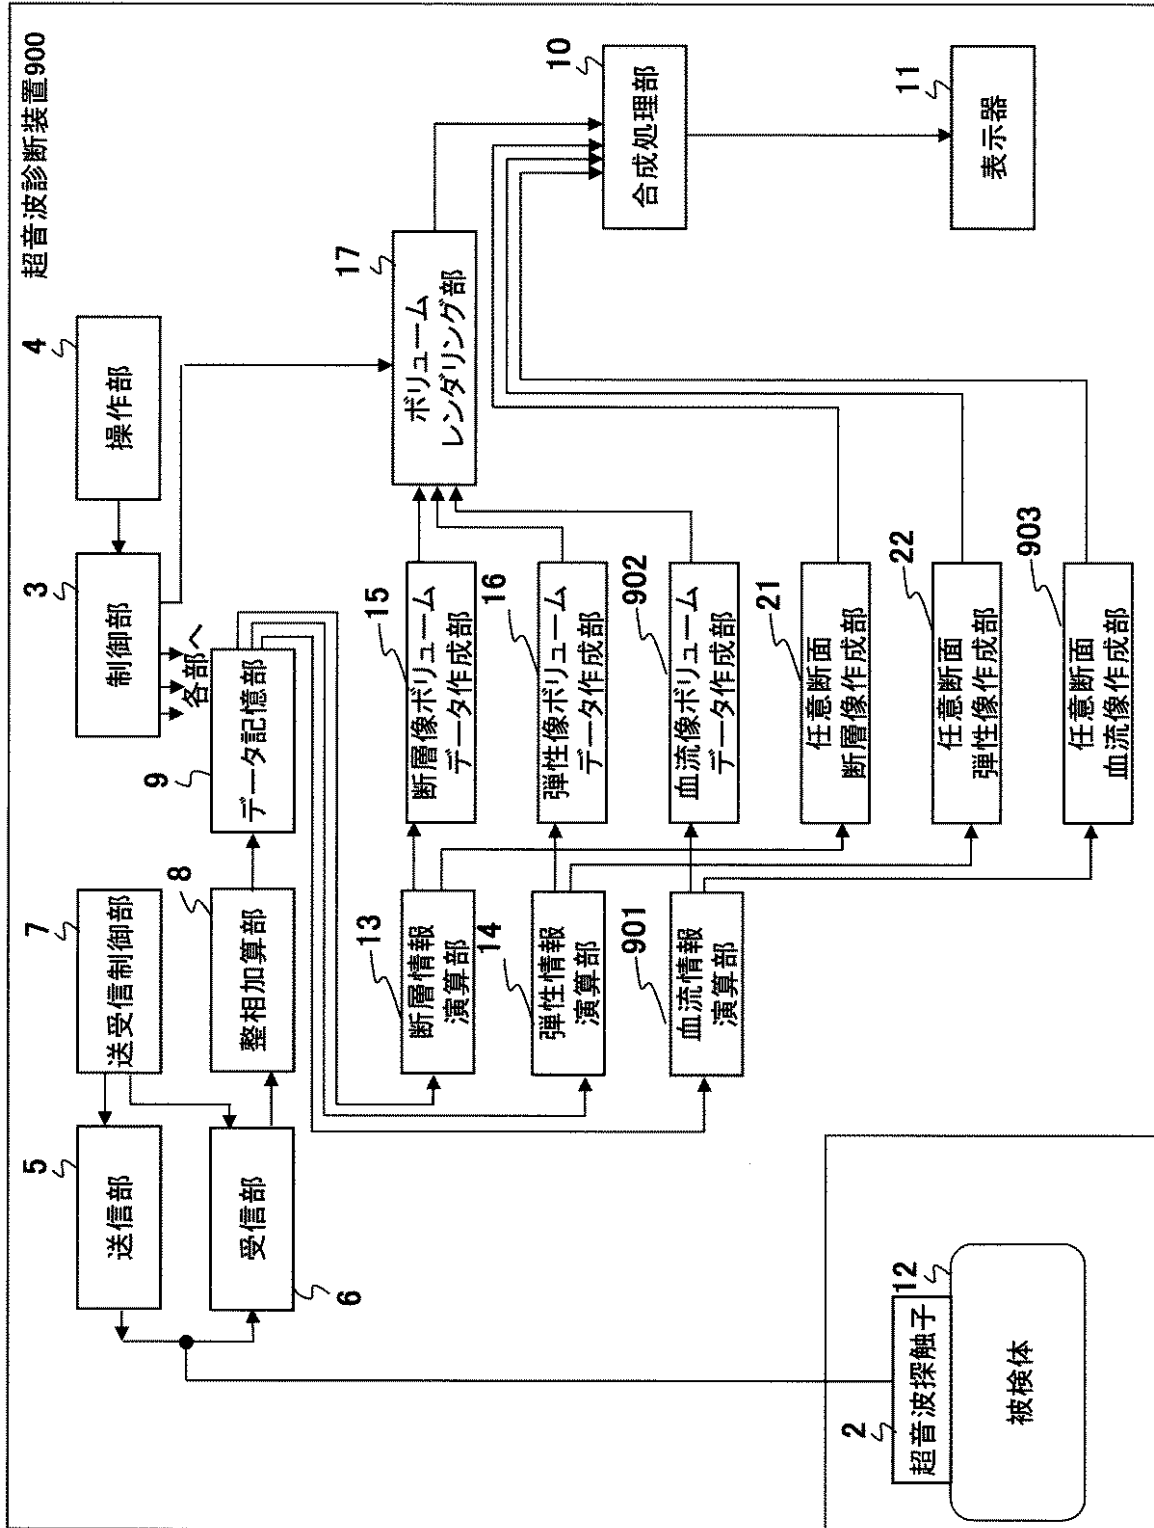 超音波診断装置900
5
送信部
7
送受信制御部
3
制御部
4
操作部
各部へ
受信部
6
8
整相加算部
9
データ記憶部
13
断層情報
演算部
15
断層像ボリューム
データ作成部
17
ボリューム
レンダリング部
14
弾性情報
演算部
16
弾性像ボリューム
データ作成部
10
合成処理部
901
血流情報
演算部
902
血流像ボリューム
データ作成部
21
任意断面
断層像作成部
2
超音波探触子
12
被検体
22
任意断面
弾性像作成部
11
表示器
903
任意断面
血流像作成部